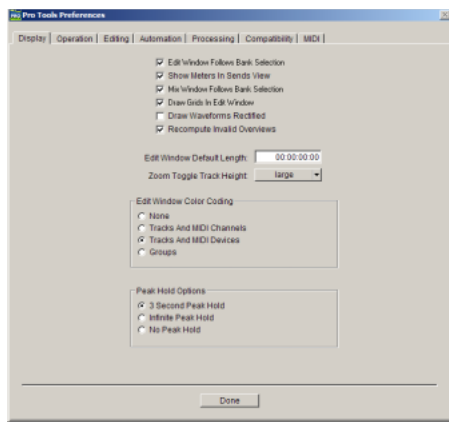 Pro Tools Preferences
Display Operation Editing Automation Processing Compatibility MIDI
Edit Window Follows Bank Selection
Show Meters In Sends View
Mix Window Follows Bank Selection
Draw Grids In Edit Window
Draw Waveforms Rectified
Recompute Invalid Overviews
Edit Window Default Length: 00:00:00:00
Zoom Toggle Track Height: large
Edit Window Color Coding
None
Tracks And MIDI Channels
Tracks And MIDI Devices
Groups
Peak Hold Options
3 Second Peak Hold
Infinite Peak Hold
No Peak Hold
Done